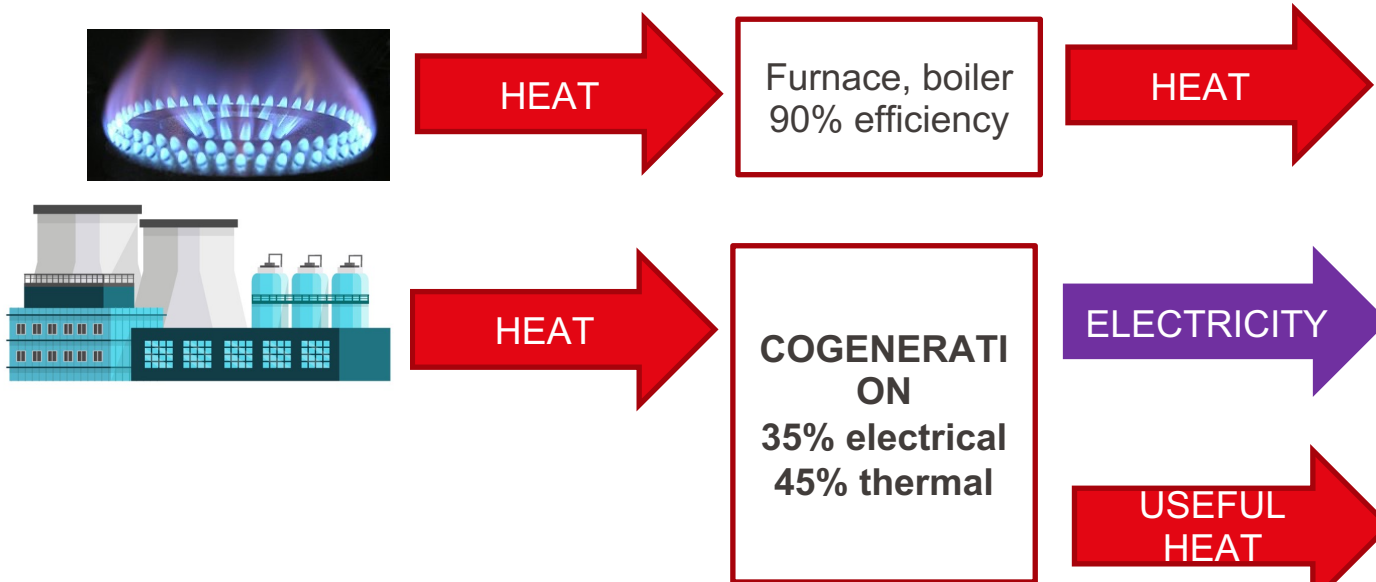 HEAT
Furnace, boiler
90% efficiency
HEAT
HEAT
COGENERATI
ON
35% electrical
45% thermal
ELECTRICITY
USEFUL
HEAT